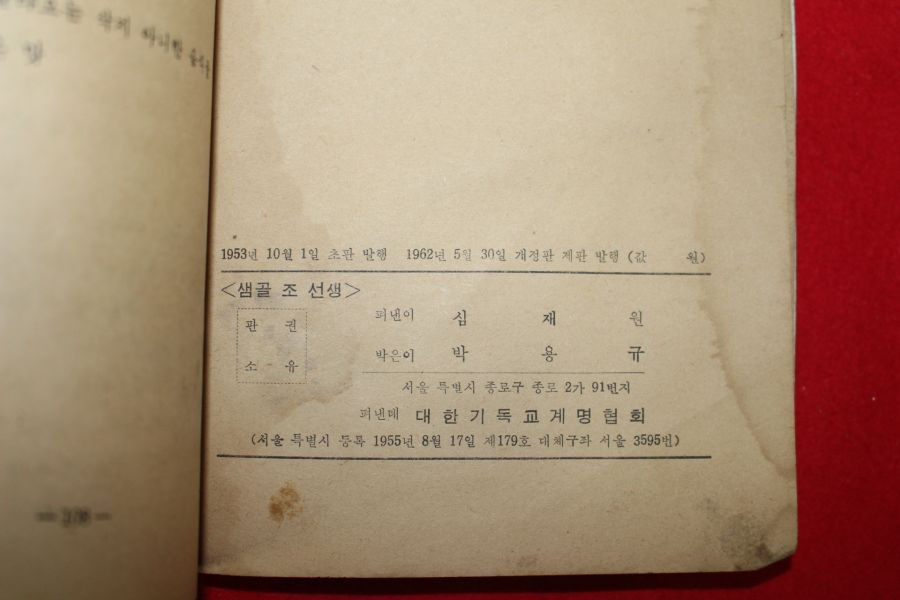 1953년 10월 1일 초판 발행 1962년 5월 30일 개정판 제판 발행 (값 원)
<샘골 조 선생>
판 권
소 유
펴낸이 심 재 원
박은이 박 용 규
서울 특별시 종로구 종로 2가 91번지
펴낸데 대한기독교계명협회
(서울 특별시 등록 1955년 8월 17일 제179호 대체구좌 서울 3595번)